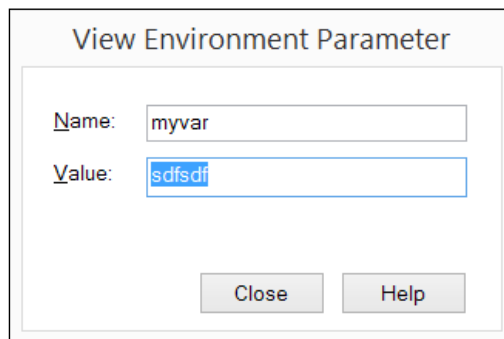 View Environment Parameter
Name: myvar
Value: sdfsdf
Close Help